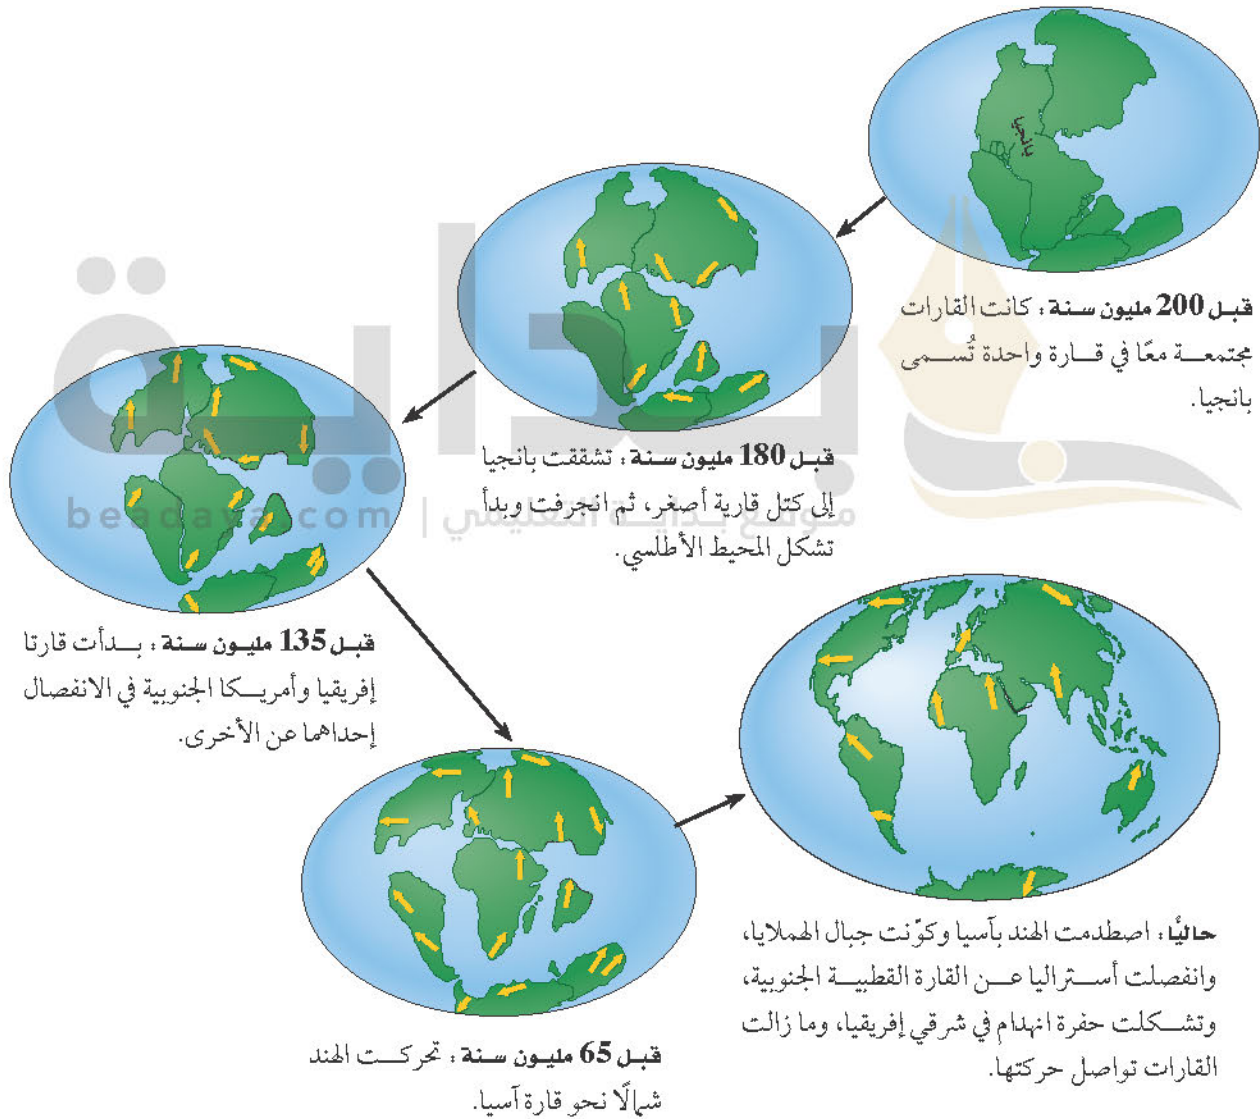 بانجيا
قبل 200 مليون سنة: كانت القارات
مجتمعة معًا في قارة واحدة تُسمى
بانجيا.
قبل 180 مليون سنة: تشققت بانجيا
إلى كتل قارية أصغر، ثم انجرفت وبدأ
تشكل المحيط الأطلسي.
قبل 135 مليون سنة: بدأت قارتا
إفريقيا وأمريكا الجنوبية في الانفصال
إحداهما عن الأخرى.
قبل 65 مليون سنة: تحركت الهند
شمالًا نحو قارة آسيا.
حاليًّا: اصطدمت الهند بآسيا وكوّنت جبال الهملايا،
وانفصلت أستراليا عن القارة القطبية الجنوبية،
وتشكلت حفرة انهدام في شرقي إفريقيا، وما زالت
القارات تواصل حركتها.
بداية
موقع بداية التعليمي | beadaya.com